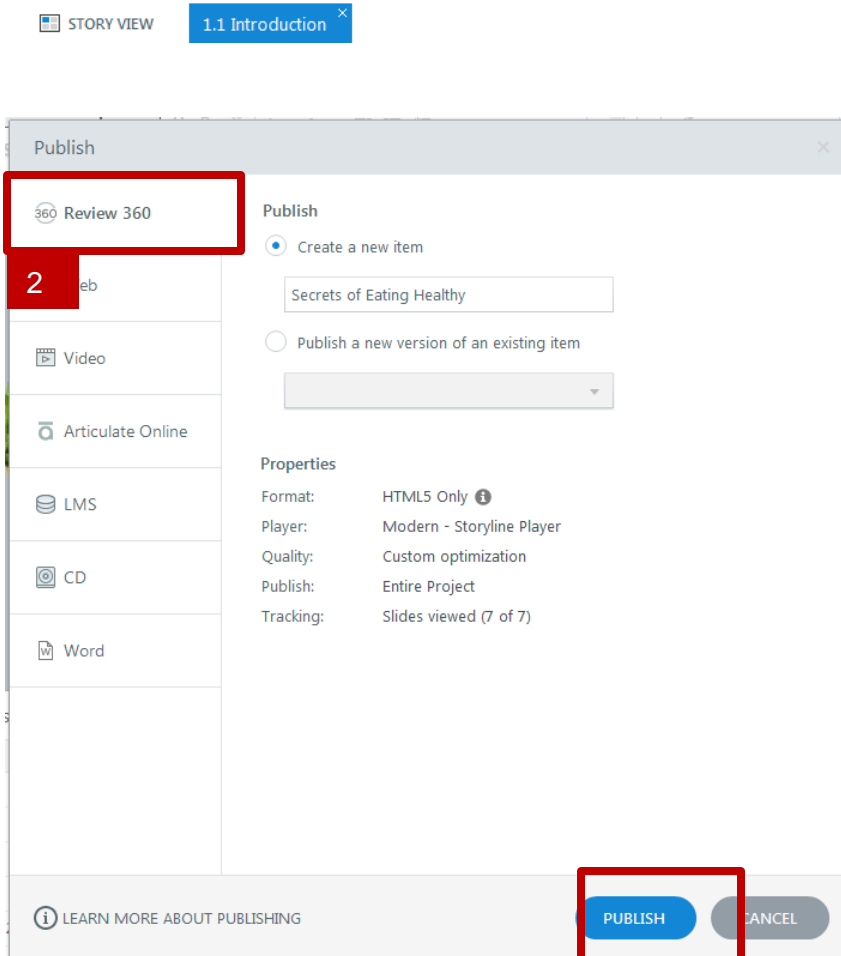 STORY VIEW
1.1 Introduction
Publish
360 Review 360
Publish
Create a new item
2
eb
Secrets of Eating Healthy
Publish a new version of an existing item
Video
Articulate Online
Properties
Format: HTML5 Only
LMS
Player: Modern - Storyline Player
Quality: Custom optimization
CD
Publish: Entire Project
Tracking: Slides viewed (7 of 7)
Word
LEARN MORE ABOUT PUBLISHING
PUBLISH
CANCEL